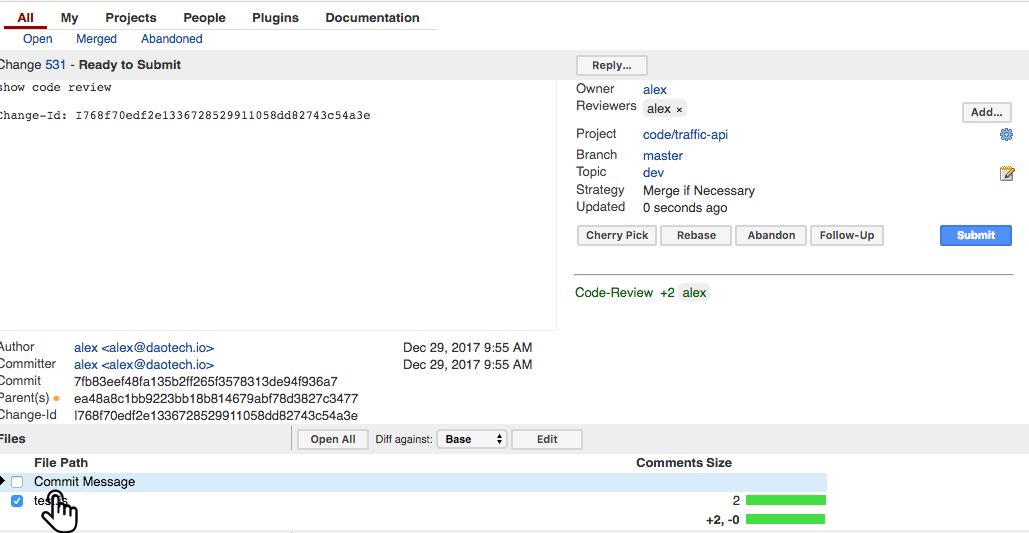 All My Projects People Plugins Documentation
Open Merged Abandoned
Change 531 - Ready to Submit
Reply...
show code review
Change-Id: I768f70edf2e1336728529911058dd82743c54a3e
Owner alex
Reviewers alex ×
Add...
Project code/traffic-api
Branch master
Topic dev
Strategy Merge if Necessary
Updated 0 seconds ago
Cherry Pick Rebase Abandon Follow-Up Submit
Code-Review +2 alex
Author alex <alex@daotech.io> Dec 29, 2017 9:55 AM
Committer alex <alex@daotech.io> Dec 29, 2017 9:55 AM
Commit 7fb83eef48fa135b2ff265f3578313de94f936a7
Parent(s) ea48a8c1bb9223bb18b814679abf78d3827c3477
Change-Id I768f70edf2e1336728529911058dd82743c54a3e
Files Open All Diff against: Base Edit
File Path Comments Size
Commit Message
2
+2, -0